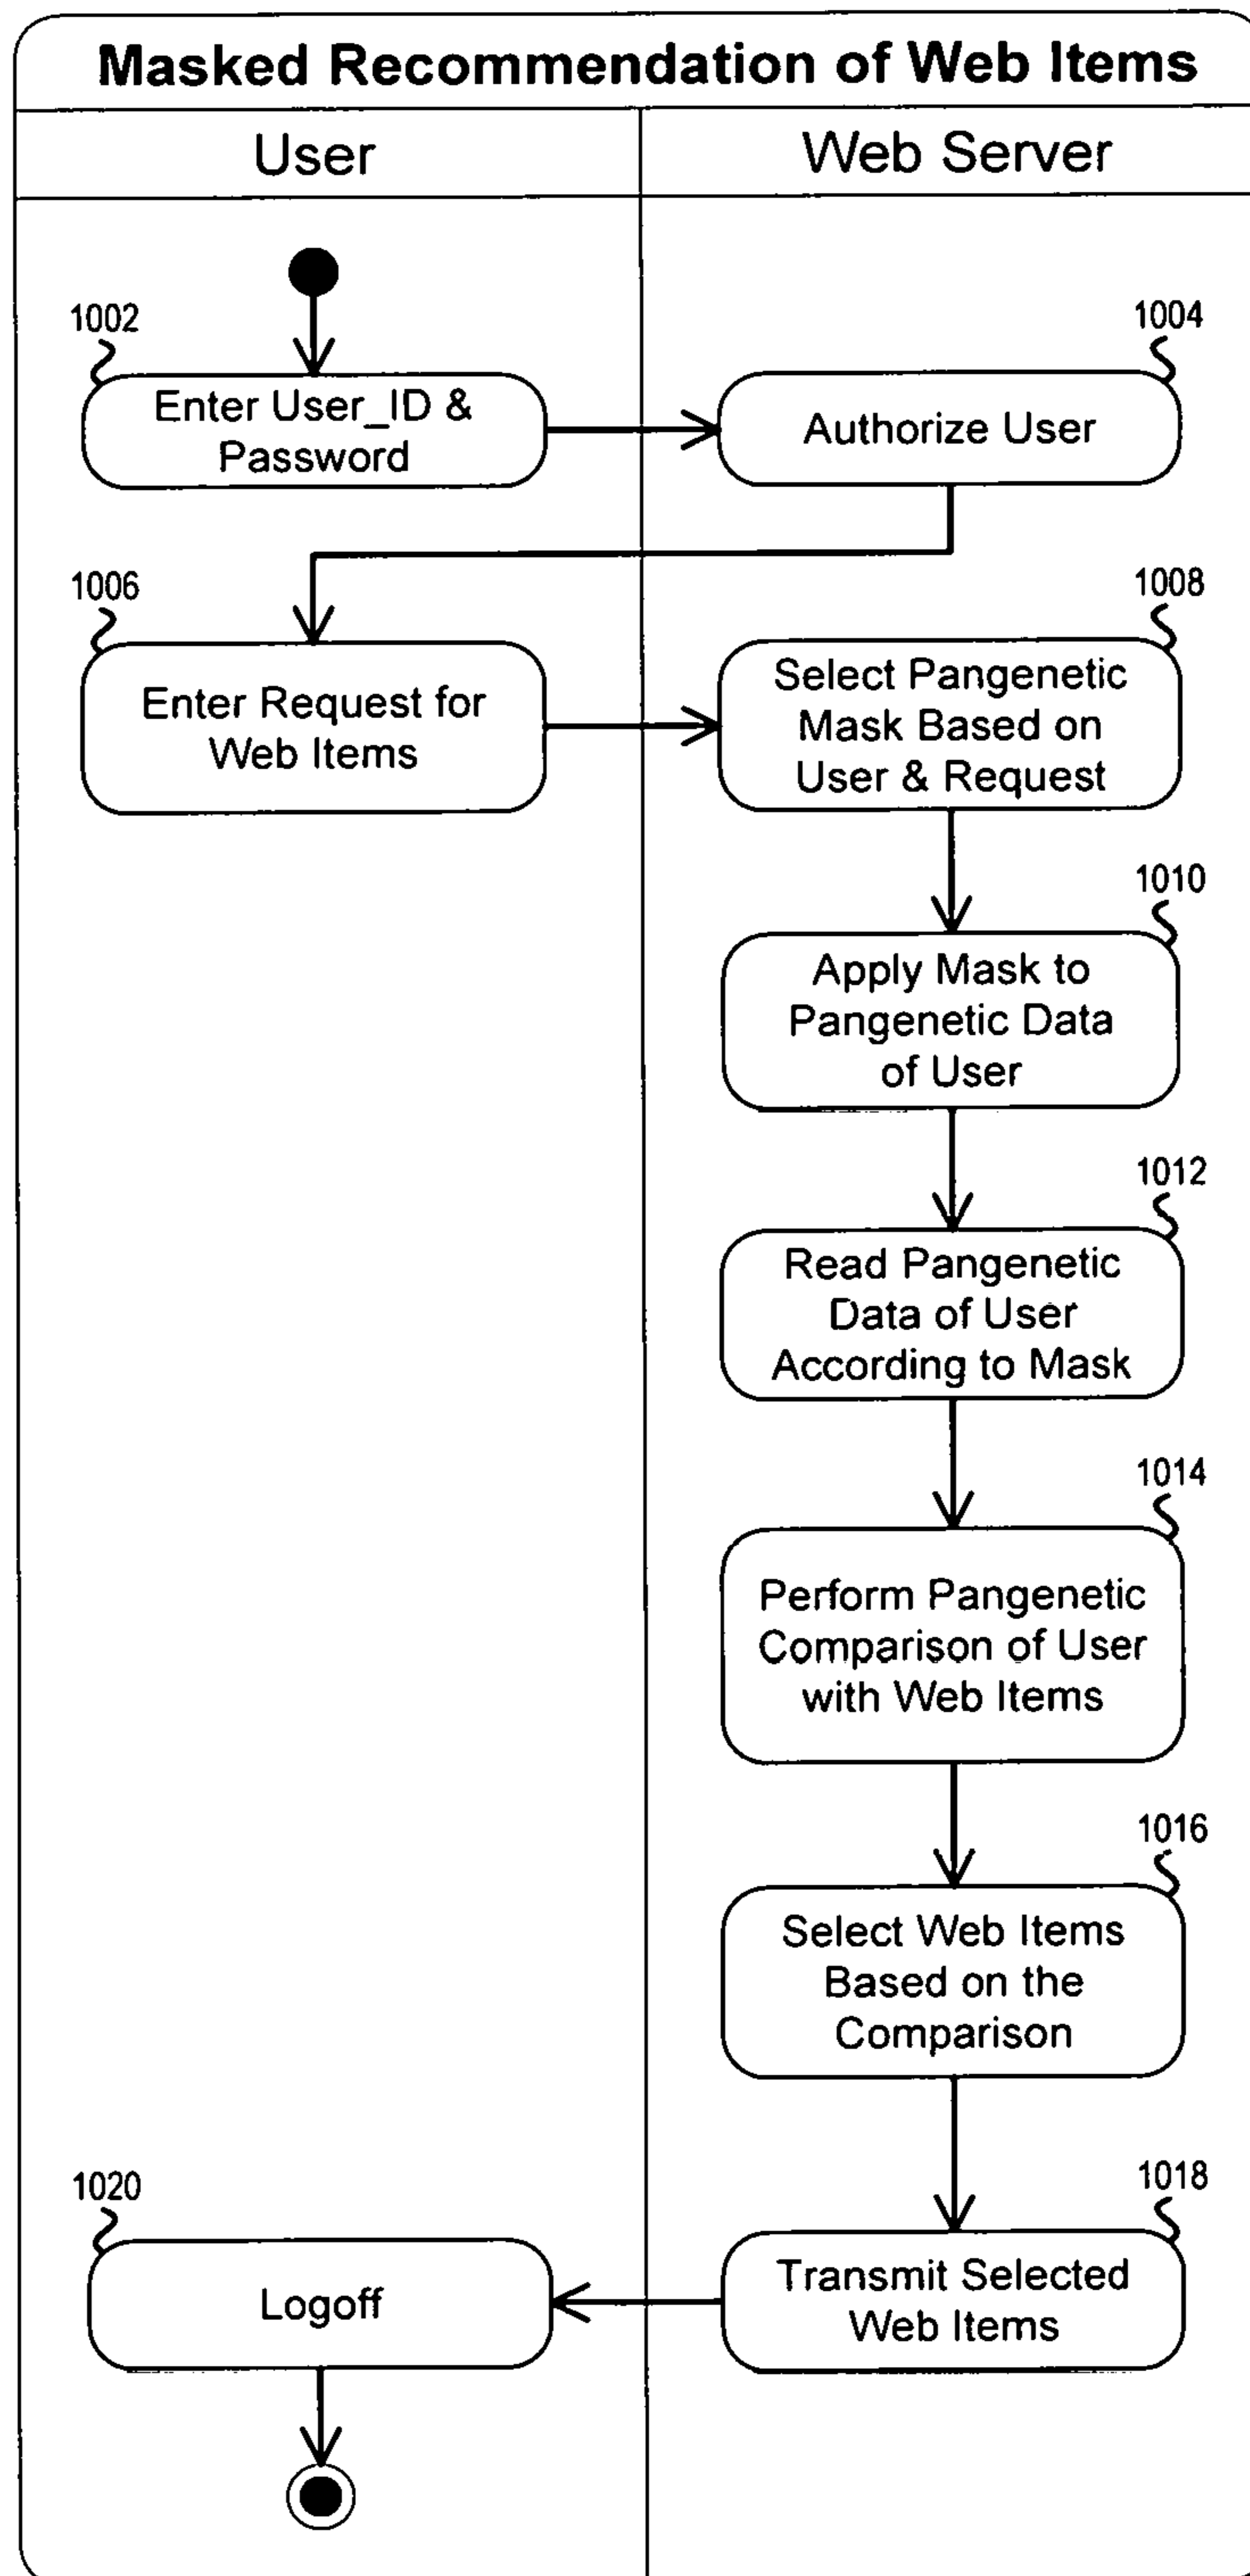 Masked Recommendation of Web Items
User
Web Server
1002
Enter User_ID &
Password
1004
Authorize User
1006
Enter Request for
Web Items
1008
Select Pangenetic
Mask Based on
User & Request
1010
Apply Mask to
Pangenetic Data
of User
1012
Read Pangenetic
Data of User
According to Mask
1014
Perform Pangenetic
Comparison of User
with Web Items
1016
Select Web Items
Based on the
Comparison
1018
Transmit Selected
Web Items
1020
Logoff